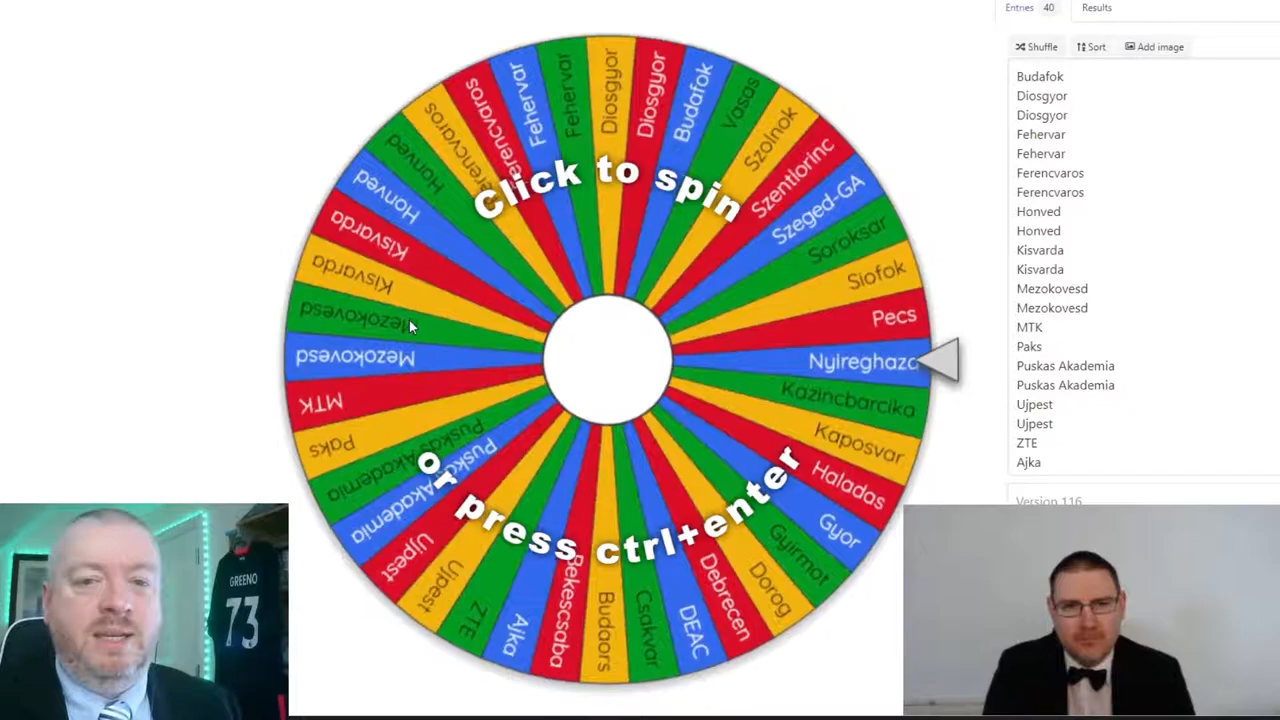 Entries 40
Results
Shuffle
Sort
Add image
Budafok
Diosgyor
Diosgyor
Fehervar
Fehervar
Ferencvaros
Ferencvaros
Honved
Honved
Kisvarda
Kisvarda
Mezokovesd
Mezokovesd
MTK
Paks
Puskas Akademia
Puskas Akademia
Ujpest
Ujpest
ZTE
Ajka
Version 116
Click to spin
or press ctrl+enter
Diosgyor
Diosgyor
Budafok
Vasas
Szolnok
Szentlorinc
Szeged-GA
Soroksar
Siofok
Pecs
Nyireghaza
Kazincbarcika
Kaposvar
Haladas
Gyor
Gyirmot
Dorog
Debrecen
DEAC
Csakvar
Budaors
Bekescsaba
Ajka
ZTE
Ujpest
Ujpest
Puskas Akademia
Puskas Akademia
Paks
MTK
Mezokovesd
Mezokovesd
Kisvarda
Kisvarda
Honved
Honved
Ferencvaros
Ferencvaros
Fehervar
Fehervar
GREENO
73